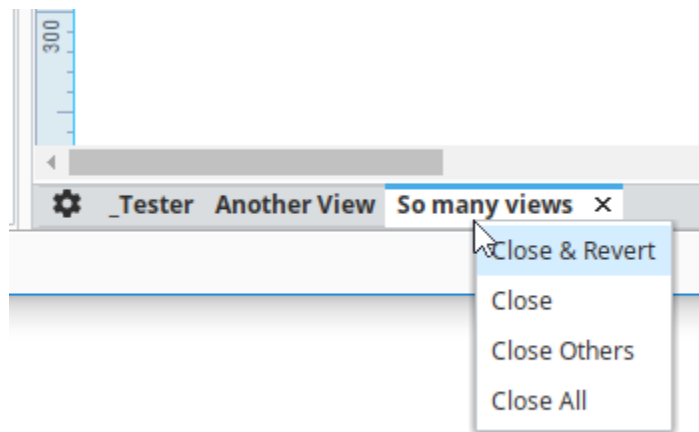 300
_Tester Another View So many views ×
Close & Revert
Close
Close Others
Close All